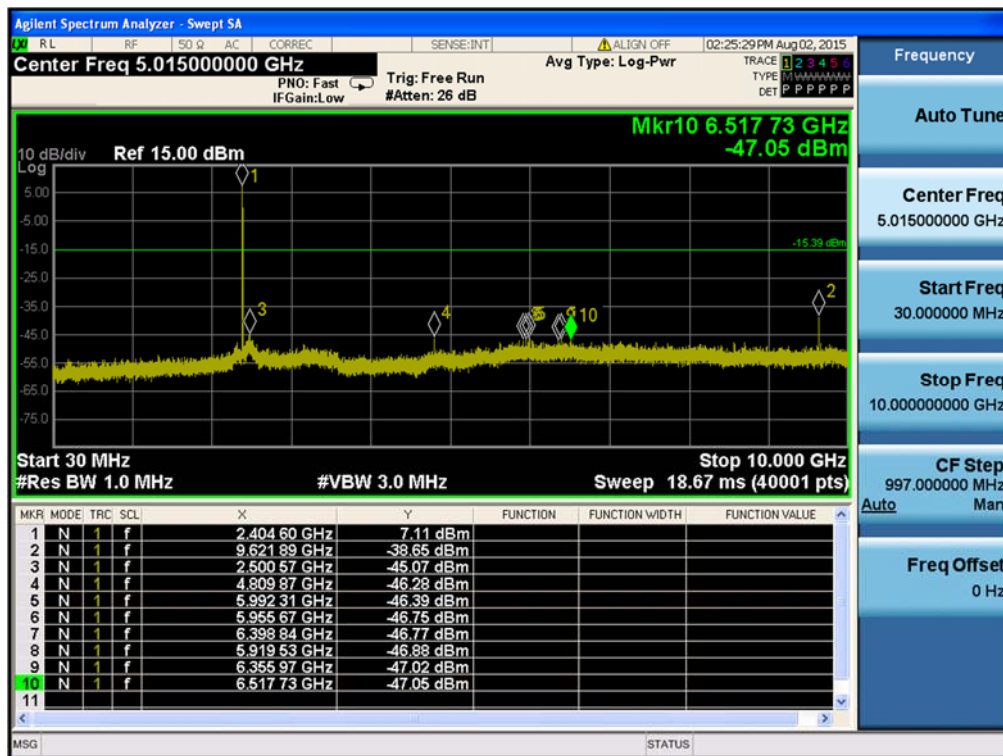 Agilent Spectrum Analyzer - Swept SA
LXI RL RF 50 Ω AC CORREC SENSE:INT ALIGN OFF 02:25:29 PM Aug 02, 2015
Center Freq 5.015000000 GHz
PNO: Fast
IFGain:Low
Trig: Free Run
#Atten: 26 dB
Avg Type: Log-Pwr
TRACE 1 2 3 4 5 6
TYPE M
DET P P P P P P
Mkr10 6.517 73 GHz
-47.05 dBm
10 dB/div Ref 15.00 dBm
Log
5.00
-5.00
-15.0
-25.0
-35.0
-45.0
-55.0
-65.0
-75.0
-15.39 dBm
1
3
4
10
2
Start 30 MHz Stop 10.000 GHz
#Res BW 1.0 MHz #VBW 3.0 MHz Sweep 18.67 ms (40001 pts)
MKR MODE TRC SCL X Y FUNCTION FUNCTION WIDTH FUNCTION VALUE
1 N 1 f 2.404 60 GHz 7.11 dBm
2 N 1 f 9.621 89 GHz -38.65 dBm
3 N 1 f 2.500 57 GHz -45.07 dBm
4 N 1 f 4.809 87 GHz -46.28 dBm
5 N 1 f 5.992 31 GHz -46.39 dBm
6 N 1 f 5.955 67 GHz -46.75 dBm
7 N 1 f 6.398 84 GHz -46.77 dBm
8 N 1 f 5.919 53 GHz -46.88 dBm
9 N 1 f 6.355 97 GHz -47.02 dBm
10 N 1 f 6.517 73 GHz -47.05 dBm
11
MSG STATUS
Frequency
Auto Tune
Center Freq
5.015000000 GHz
Start Freq
30.000000 MHz
Stop Freq
10.000000000 GHz
CF Step
997.000000 MHz
Auto Man
Freq Offset
0 Hz